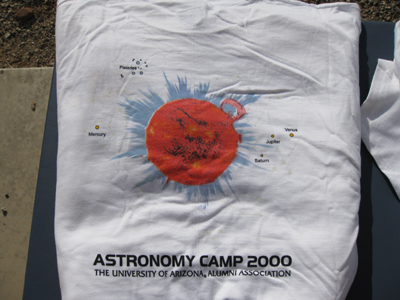 Pleiades
Mercury
Venus
Jupiter
Saturn
ASTRONOMY CAMP 2000
THE UNIVERSITY OF ARIZONA, ALUMNI ASSOCIATION